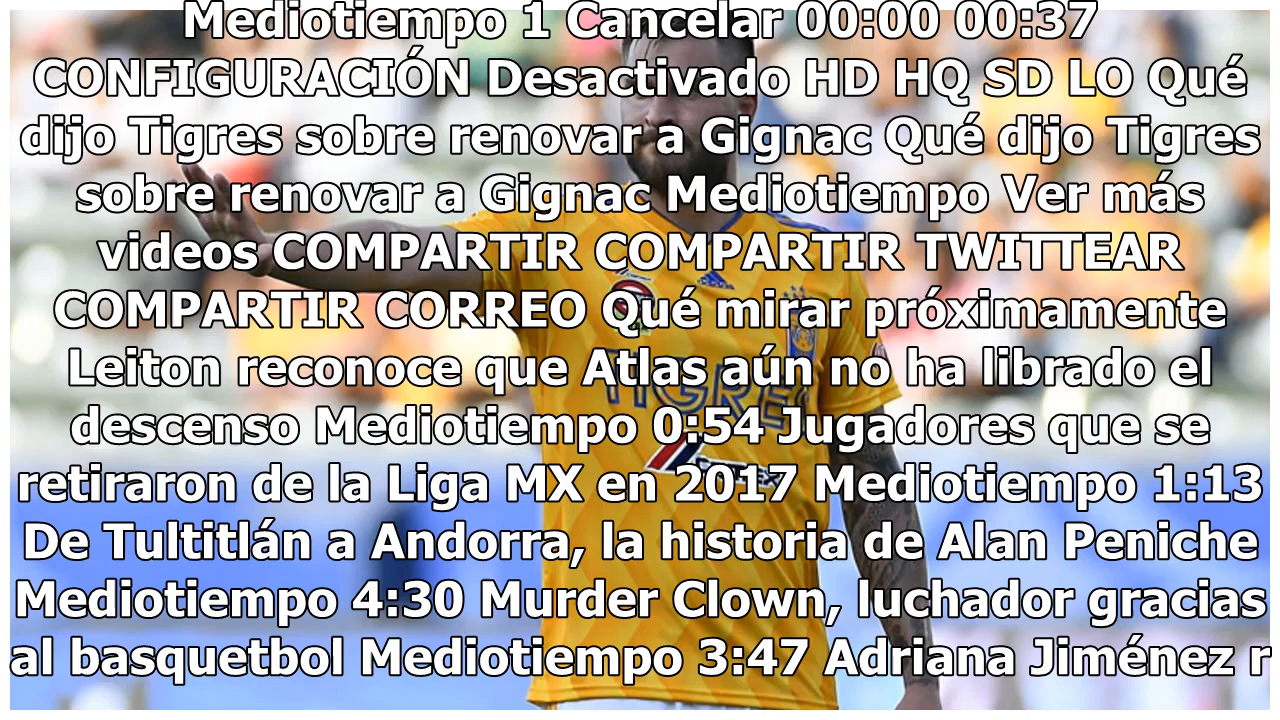 Mediotiempo 1 Cancelar 00:00 00:37
CONFIGURACIÓN Desactivado HD HQ SD LO Qué
dijo Tigres sobre renovar a Gignac Qué dijo Tigres
sobre renovar a Gignac Mediotiempo Ver más
videos COMPARTIR COMPARTIR TWITTEAR
COMPARTIR CORREO Qué mirar próximamente
Leiton reconoce que Atlas aún no ha librado el
descenso Mediotiempo 0:54 Jugadores que se
retiraron de la Liga MX en 2017 Mediotiempo 1:13
De Tultitlán a Andorra, la historia de Alan Peniche
Mediotiempo 4:30 Murder Clown, luchador gracias
al basquetbol Mediotiempo 3:47 Adriana Jiménez r
TIGRES